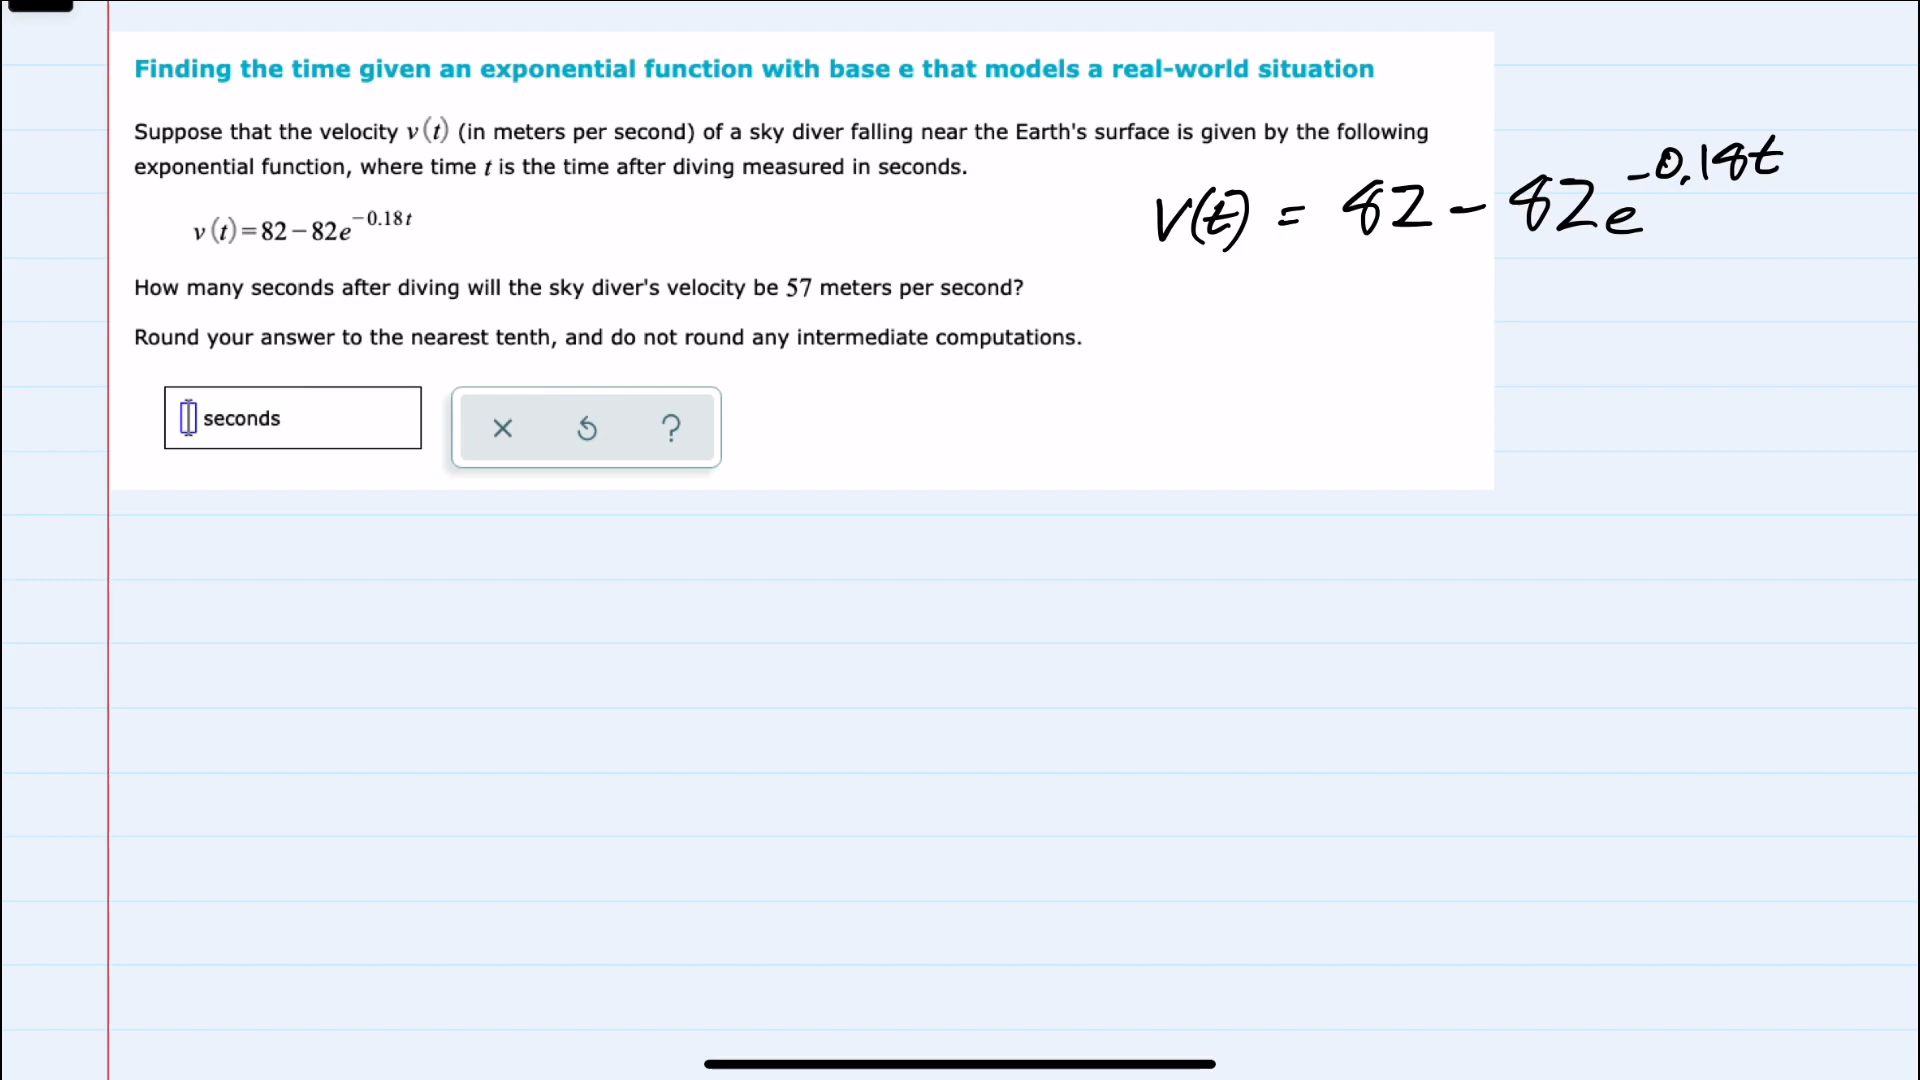 Finding the time given an exponential function with base e that models a real-world situation
Suppose that the velocity v(t) (in meters per second) of a sky diver falling near the Earth's surface is given by the following
exponential function, where time t is the time after diving measured in seconds.
v(t) = 82 − 82e^−0.18t
v(t)=82−82e^−0.18t
How many seconds after diving will the sky diver's velocity be 57 meters per second?
Round your answer to the nearest tenth, and do not round any intermediate computations.
seconds
?